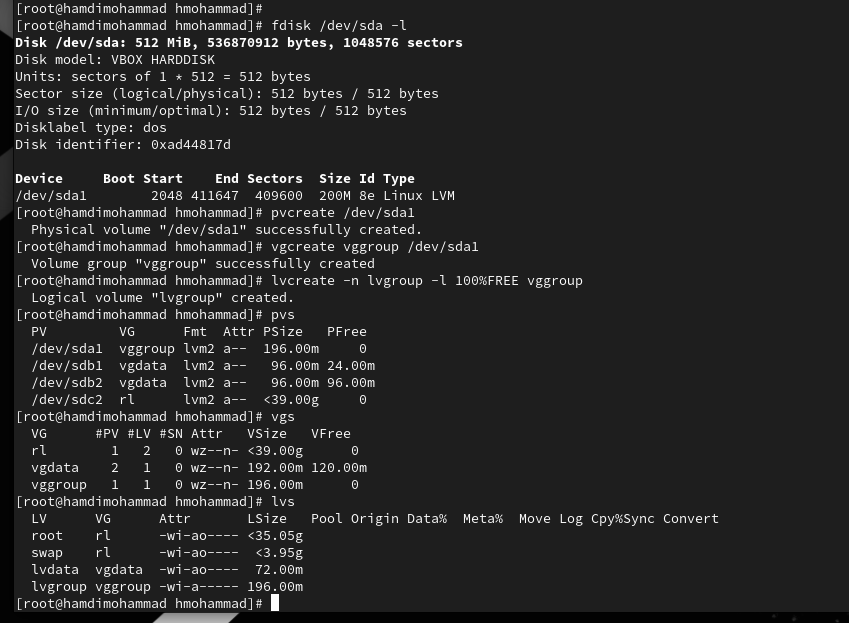 [root@hamdimohammad hmohammad]#
[root@hamdimohammad hmohammad]# fdisk /dev/sda -l
Disk /dev/sda: 512 MiB, 536870912 bytes, 1048576 sectors
Disk model: VBOX HARDDISK
Units: sectors of 1 * 512 = 512 bytes
Sector size (logical/physical): 512 bytes / 512 bytes
I/O size (minimum/optimal): 512 bytes / 512 bytes
Disklabel type: dos
Disk identifier: 0xad44817d

Device     Boot Start    End Sectors  Size Id Type
/dev/sda1        2048 411647  409600  200M 8e Linux LVM
[root@hamdimohammad hmohammad]# pvcreate /dev/sda1
  Physical volume "/dev/sda1" successfully created.
[root@hamdimohammad hmohammad]# vgcreate vggroup /dev/sda1
  Volume group "vggroup" successfully created
[root@hamdimohammad hmohammad]# lvcreate -n lvgroup -l 100%FREE vggroup
  Logical volume "lvgroup" created.
[root@hamdimohammad hmohammad]# pvs
  PV         VG      Fmt  Attr PSize   PFree
  /dev/sda1  vggroup lvm2 a--  196.00m     0
  /dev/sdb1  vgdata  lvm2 a--   96.00m 24.00m
  /dev/sdb2  vgdata  lvm2 a--   96.00m 96.00m
  /dev/sdc2  rl      lvm2 a--  <39.00g     0
[root@hamdimohammad hmohammad]# vgs
  VG      #PV #LV #SN Attr   VSize   VFree
  rl        1   2   0 wz--n- <39.00g      0
  vgdata    2   1   0 wz--n- 192.00m 120.00m
  vggroup   1   1   0 wz--n- 196.00m      0
[root@hamdimohammad hmohammad]# lvs
  LV      VG      Attr       LSize   Pool Origin Data%  Meta%  Move Log Cpy%Sync Convert
  root    rl      -wi-ao---- <35.05g
  swap    rl      -wi-ao----  <3.95g
  lvdata  vgdata  -wi-ao----  72.00m
  lvgroup vggroup -wi-a----- 196.00m
[root@hamdimohammad hmohammad]#